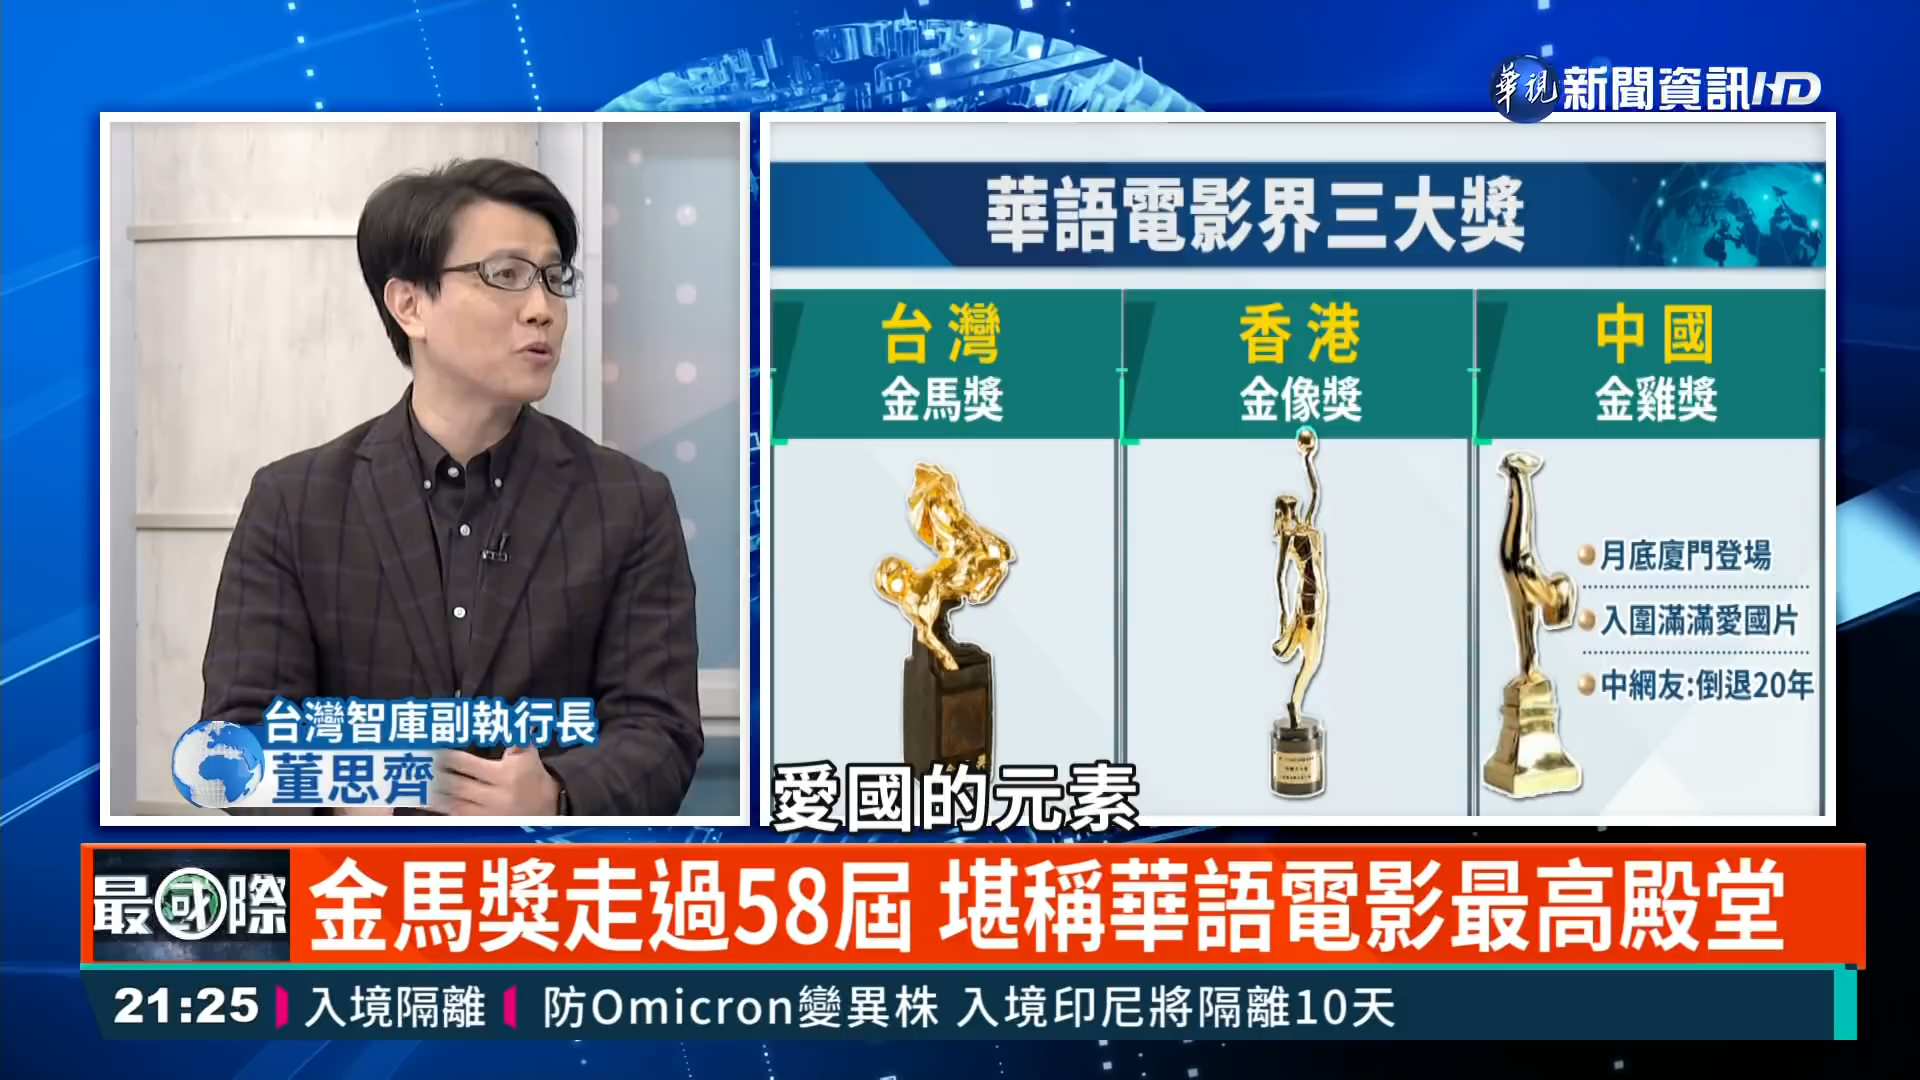 華視新聞資訊HD
華語電影界三大獎
台灣
金馬獎
香港
金像獎
中國
金雞獎
月底廈門登場
入圍滿滿愛國片
中網友:倒退20年
台灣智庫副執行長
董思齊
愛國的元素
最國際
金馬獎走過58屆 堪稱華語電影最高殿堂
21:25 入境隔離 防Omicron變異株 入境印尼將隔離10天